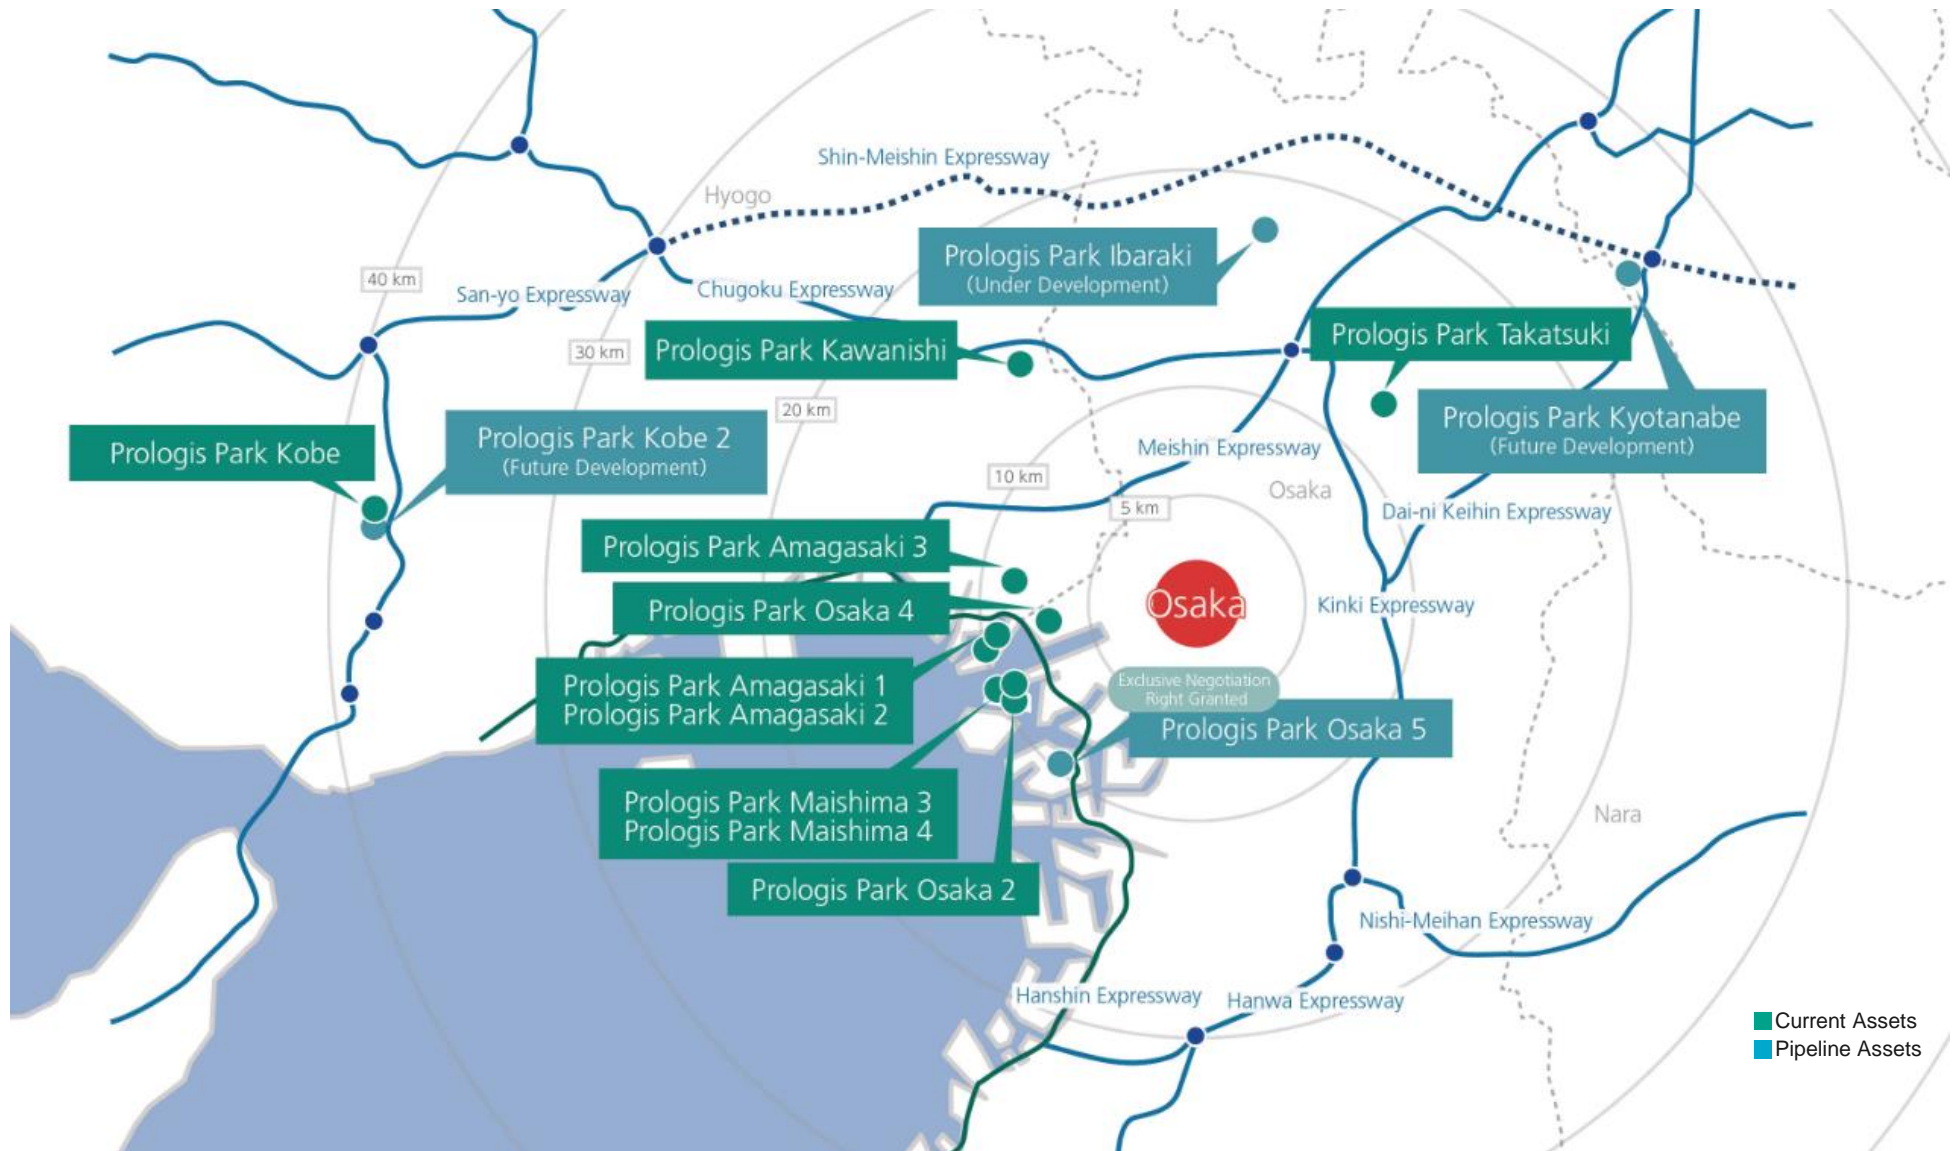 Shin-Meishin Expressway
Hyogo
Prologis Park Ibaraki
(Under Development)
40 km
San-yo Expressway
Chugoku Expressway
Prologis Park Takatsuki
30 km
Prologis Park Kawanishi
20 km
Prologis Park Kyotanabe
(Future Development)
Prologis Park Kobe
Prologis Park Kobe 2
(Future Development)
Meishin Expressway
10 km
Osaka
5 km
Dai-ni Keihin Expressway
Prologis Park Amagasaki 3
Prologis Park Osaka 4
Osaka
Kinki Expressway
Prologis Park Amagasaki 1
Prologis Park Amagasaki 2
Exclusive Negotiation
Right Granted
Prologis Park Osaka 5
Prologis Park Maishima 3
Prologis Park Maishima 4
Nara
Prologis Park Osaka 2
Nishi-Meihan Expressway
Hanshin Expressway
Hanwa Expressway
Current Assets
Pipeline Assets